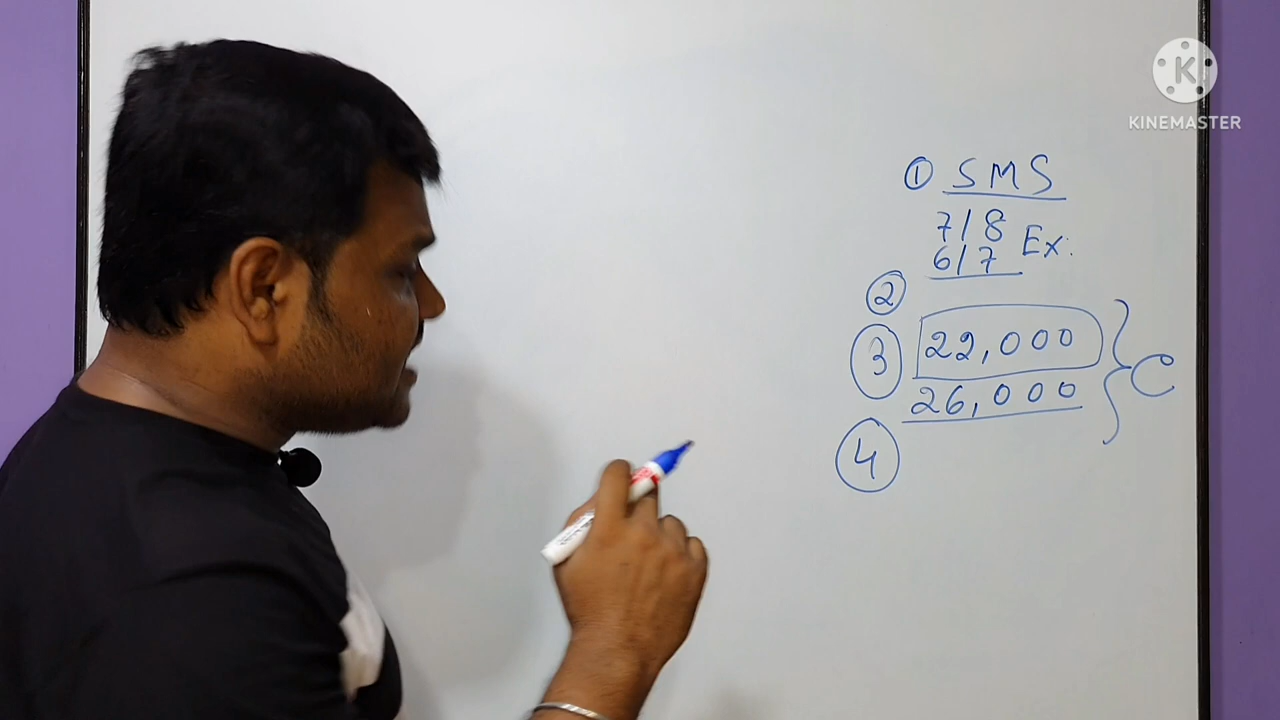 KINEMASTER
① SMS
7/8
6/7 Ex:
②
③ 22,000
26,000 } C
④